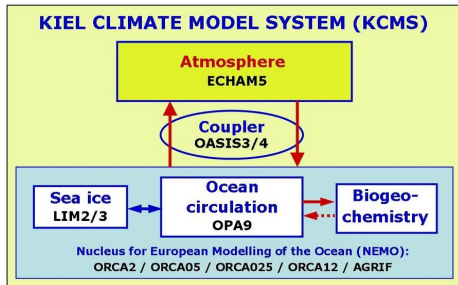 KIEL CLIMATE MODEL SYSTEM (KCMS)
Atmosphere
ECHAM5
Coupler
OASIS3/4
Sea ice
LIM2/3
Ocean
circulation
OPA9
Biogeo-
chemistry
Nucleus for European Modelling of the Ocean (NEMO):
ORCA2 / ORCA05 / ORCA025 / ORCA12 / AGRIF